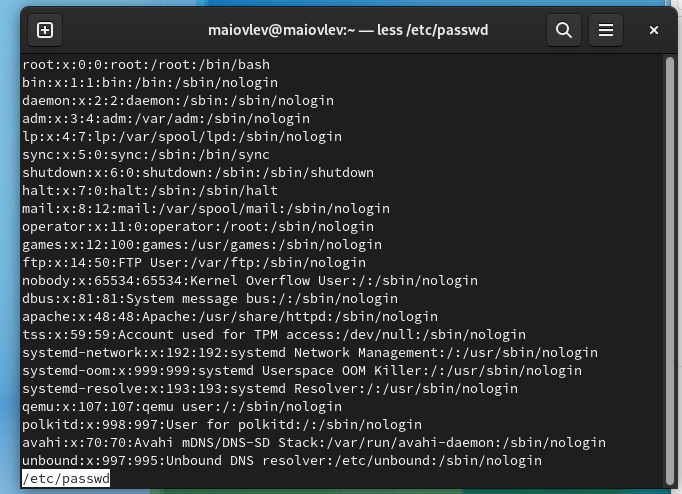 maiovlev@maiovlev:~ — less /etc/passwd
root:x:0:0:root:/root:/bin/bash
bin:x:1:1:bin:/bin:/sbin/nologin
daemon:x:2:2:daemon:/sbin:/sbin/nologin
adm:x:3:4:adm:/var/adm:/sbin/nologin
lp:x:4:7:lp:/var/spool/lpd:/sbin/nologin
sync:x:5:0:sync:/sbin:/bin/sync
shutdown:x:6:0:shutdown:/sbin:/sbin/shutdown
halt:x:7:0:halt:/sbin:/sbin/halt
mail:x:8:12:mail:/var/spool/mail:/sbin/nologin
operator:x:11:0:operator:/root:/sbin/nologin
games:x:12:100:games:/usr/games:/sbin/nologin
ftp:x:14:50:FTP User:/var/ftp:/sbin/nologin
nobody:x:65534:65534:Kernel Overflow User:/:/sbin/nologin
dbus:x:81:81:System message bus:/:/sbin/nologin
apache:x:48:48:Apache:/usr/share/httpd:/sbin/nologin
tss:x:59:59:Account used for TPM access:/dev/null:/sbin/nologin
systemd-network:x:192:192:systemd Network Management:/:/usr/sbin/nologin
systemd-oom:x:999:999:systemd Userspace OOM Killer:/:/usr/sbin/nologin
systemd-resolve:x:193:193:systemd Resolver:/:/usr/sbin/nologin
qemu:x:107:107:qemu user:/:/sbin/nologin
polkitd:x:998:997:User for polkitd:/:/sbin/nologin
avahi:x:70:70:Avahi mDNS/DNS-SD Stack:/var/run/avahi-daemon:/sbin/nologin
unbound:x:997:995:Unbound DNS resolver:/etc/unbound:/sbin/nologin
/etc/passwd